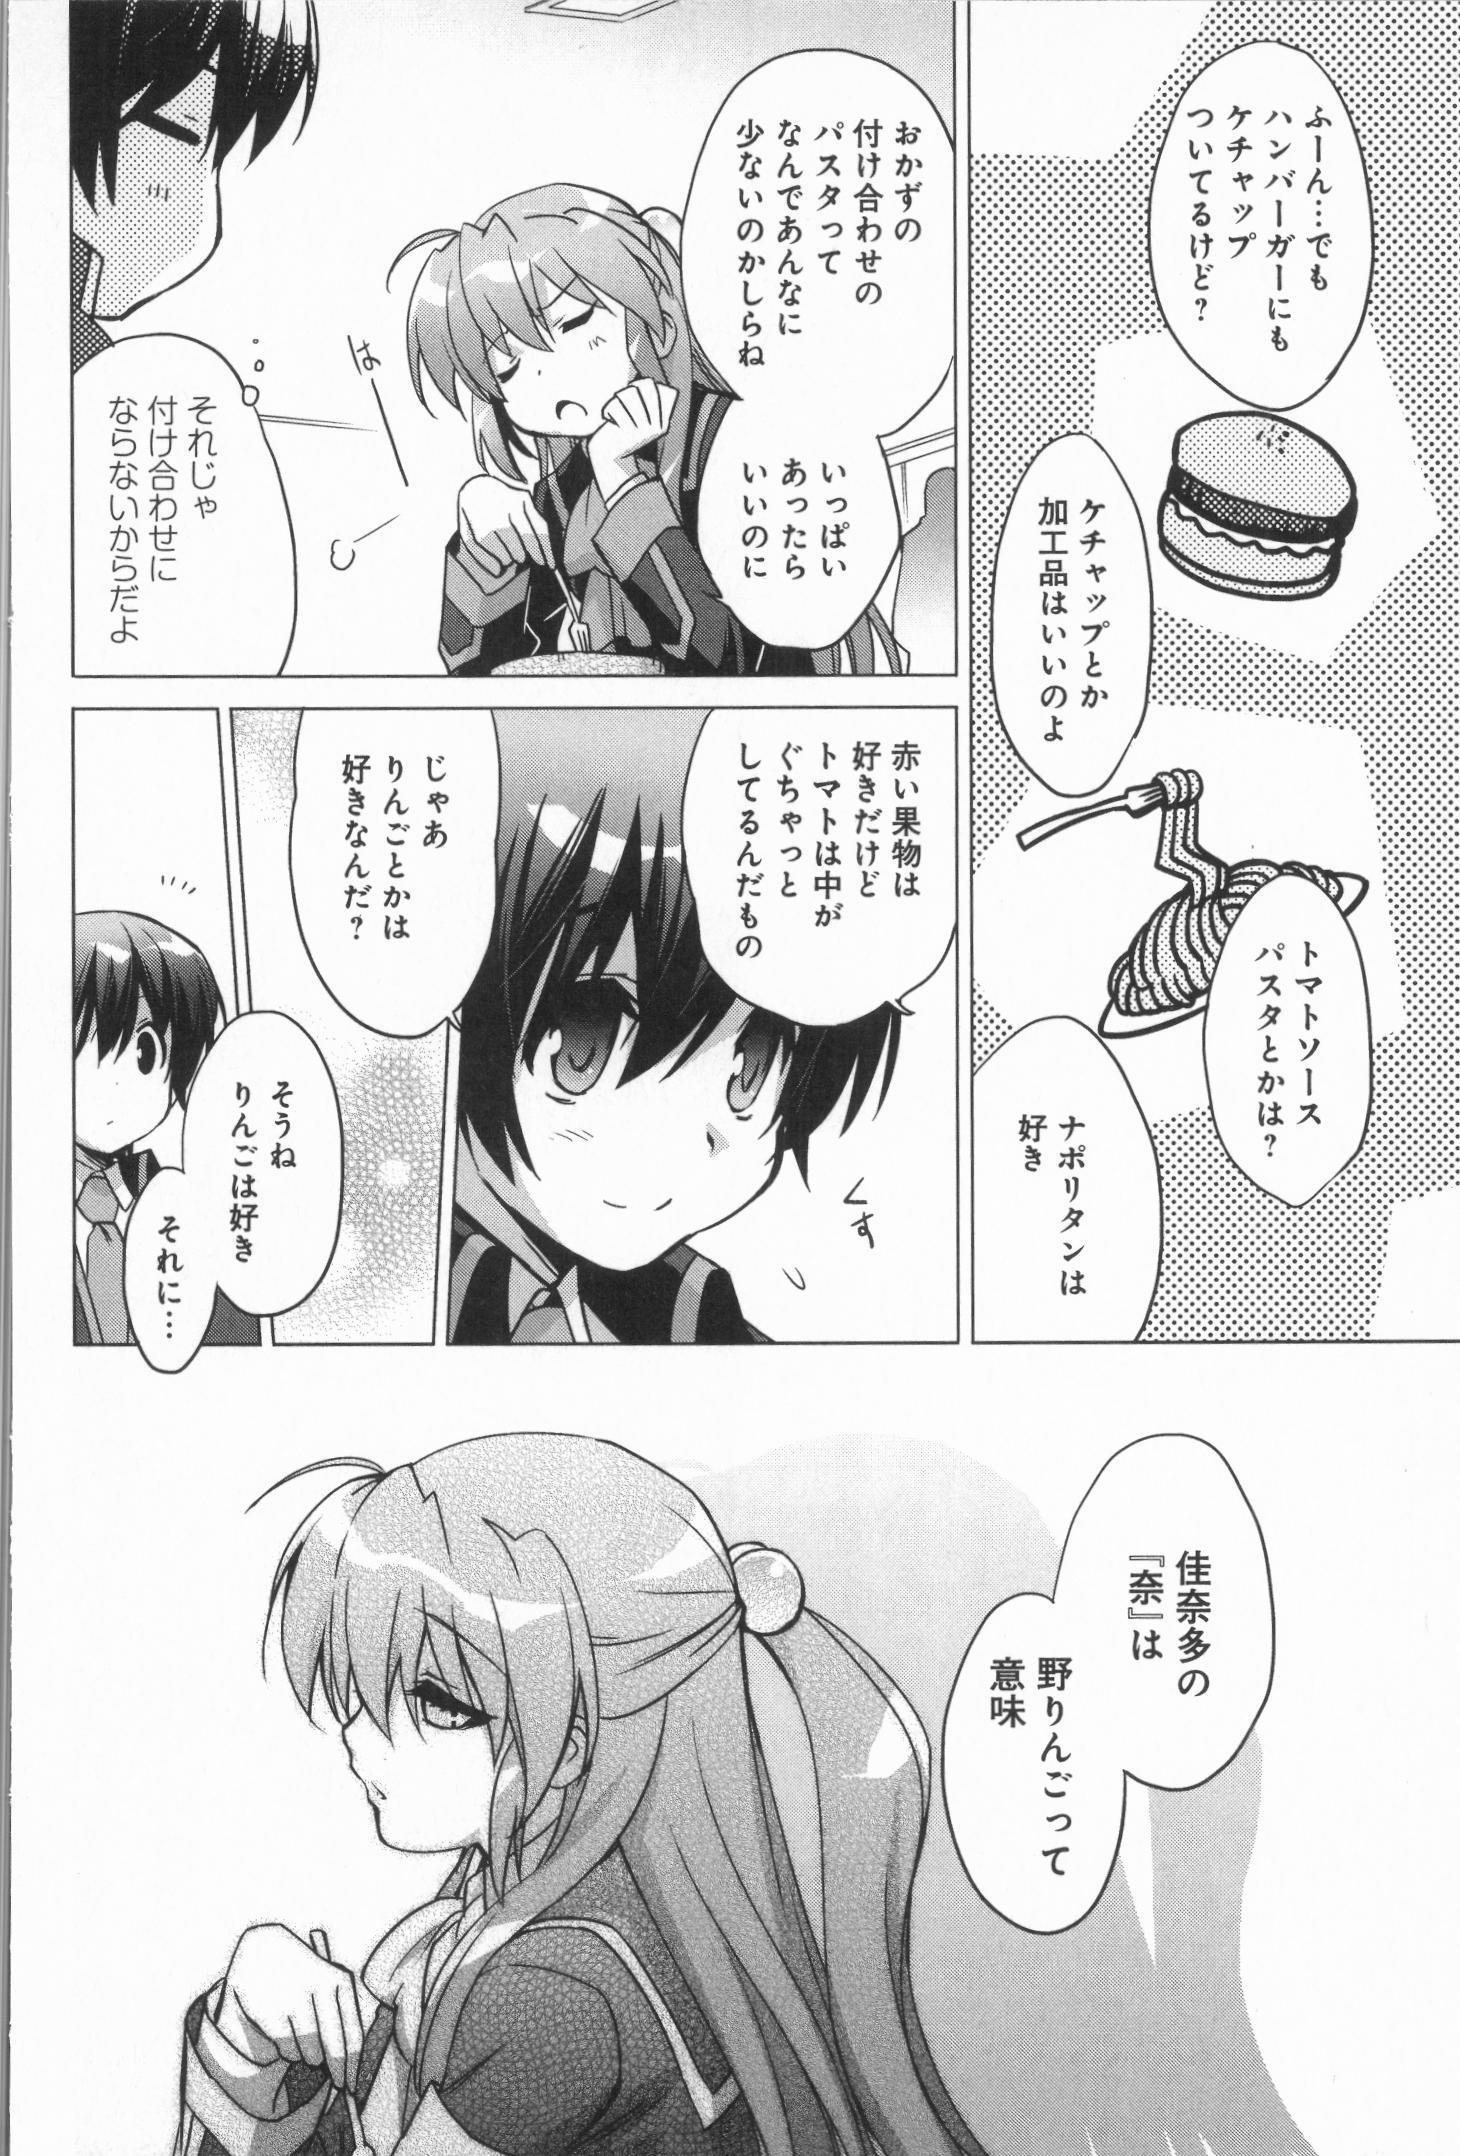 ふーん…でも
ハンバーガーにも
ケチャップ
ついてるけど?
ケチャップとか
加工品はいいのよ
トマトソース
パスタとかは?
ナポリタンは
好き
おかずの
付け合わせの
パスタって
なんであんなに
少ないのかしらね
いっぱい
あったら
いいのに
はー
それじゃ
付け合わせに
ならないからだよ
赤い果物は
好きだけど
トマトは中が
ぐちゃっと
してるんだもの
くす
じゃあ
りんごとかは
好きなんだ?
そうね
りんごは好き
それに…
佳奈多の
『奈』は
野りんごって
意味